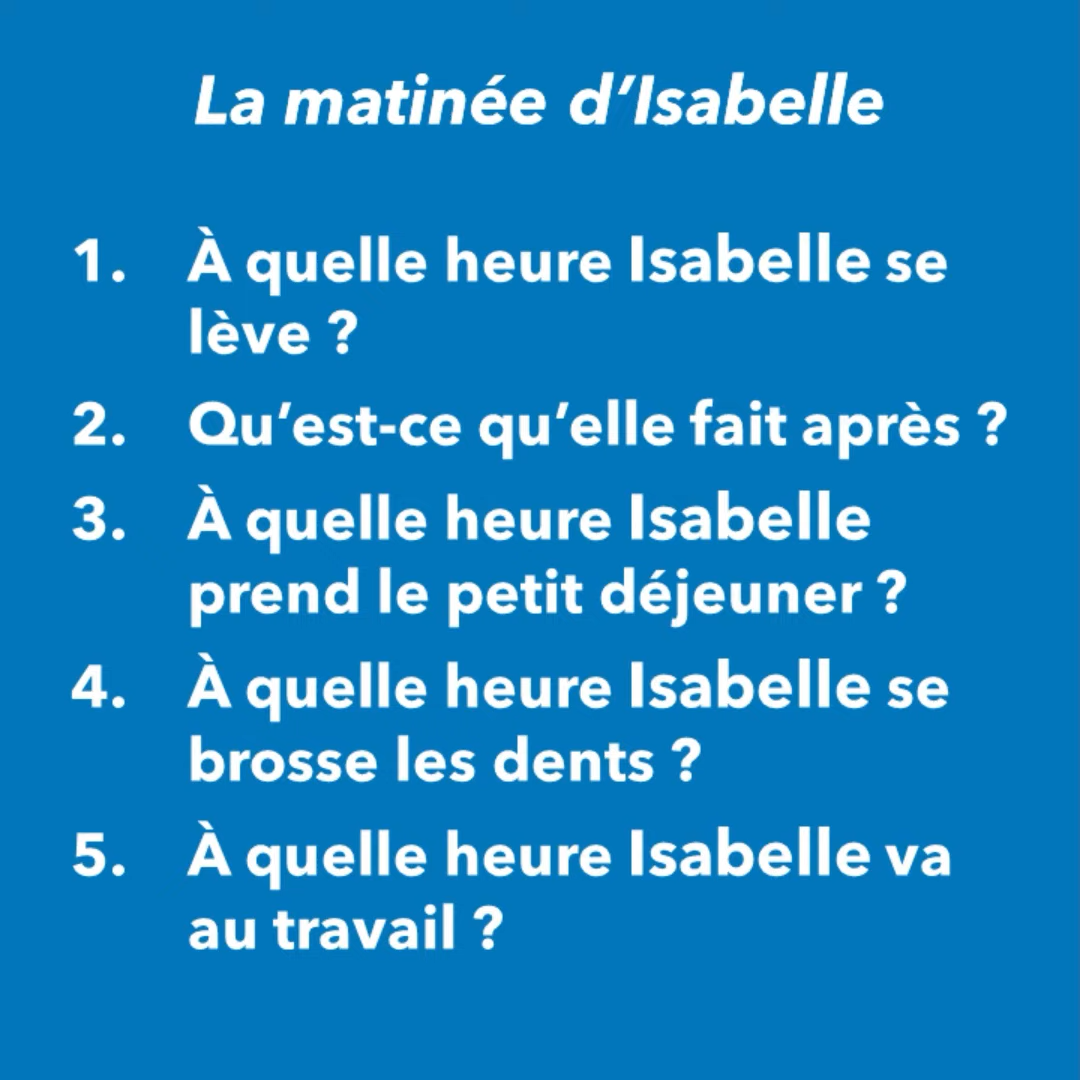 La matinée d’Isabelle
1. À quelle heure Isabelle se
lève ?
2. Qu’est-ce qu’elle fait après ?
3. À quelle heure Isabelle
prend le petit déjeuner ?
4. À quelle heure Isabelle se
brosse les dents ?
5. À quelle heure Isabelle va
au travail ?